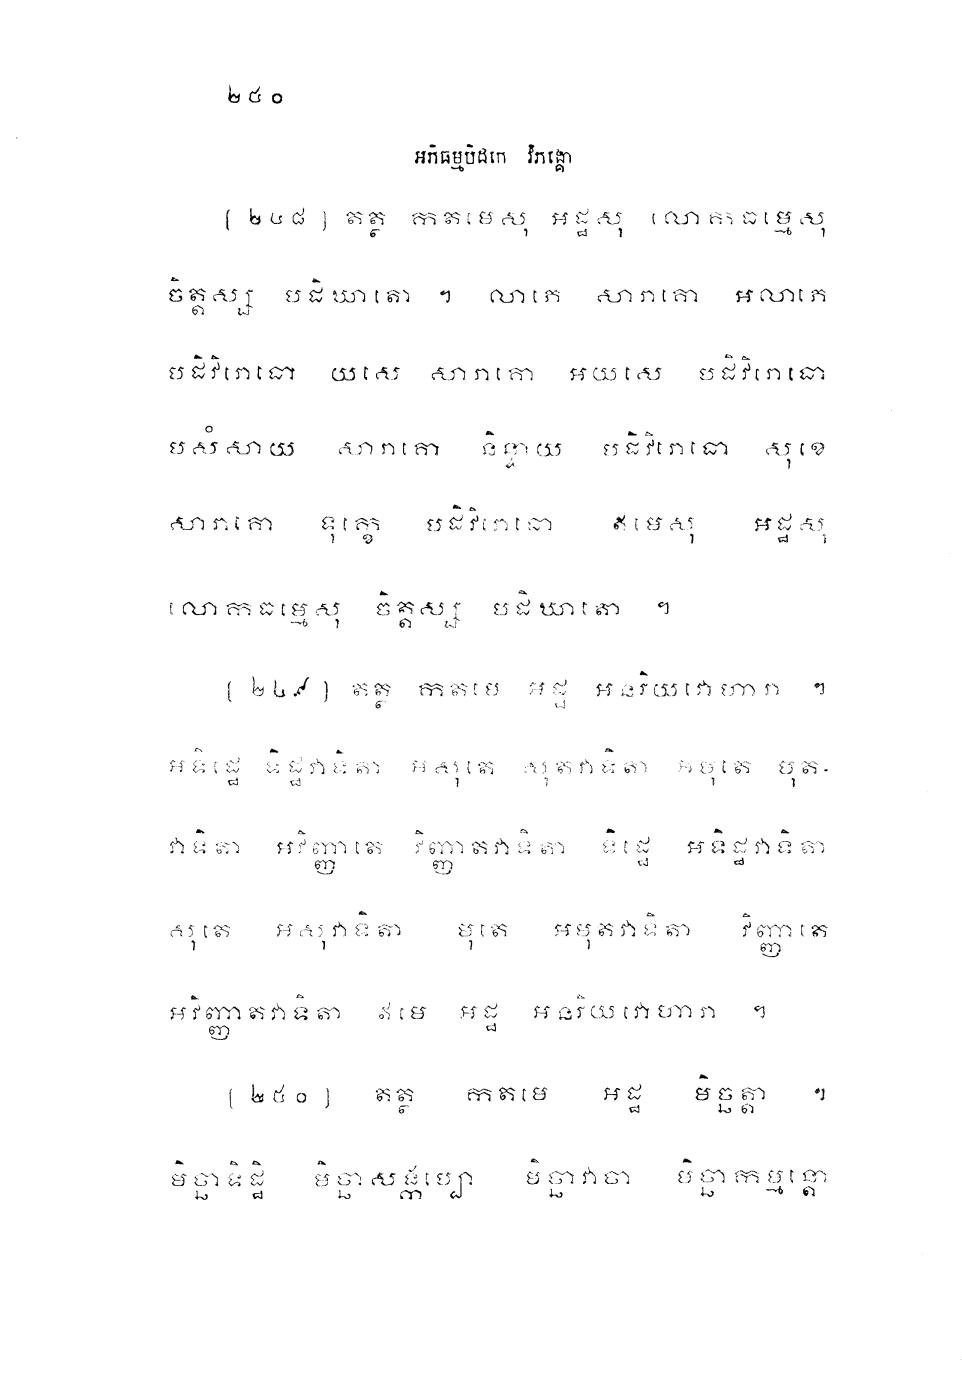 ២៥០
អភិធម្មបិដកេ វិភង្គោ
[ ២៤៨ ] តត្ថ កតមេសុ អដ្ឋសុ លោកធម្មេសុ
ចិត្តស្ស បដិឃាតោ ។ លាភេ សារាគោ អលាភេ
បដិវិរោធោ យសេ សារាគោ អយសេ បដិវិរោធោ
បសំសាយ សារាគោ និន្ទាយ បដិវិរោធោ សុខេ
សារាគោ ទុក្ខេ បដិវិរោធោ ឥមេសុ អដ្ឋសុ
លោកធម្មេសុ ចិត្តស្ស បដិឃាតោ ។
[ ២៤៩ ] តត្ថ កតមេ អដ្ឋ អនរិយវោហារា ។
អទិដ្ឋេ ទិដ្ឋវាទិតា អសុតេ សុតវាទិតា អមុតេ មុត-
វាទិតា អវិញ្ញាតេ វិញ្ញាតវាទិតា ទិដ្ឋេ អទិដ្ឋវាទិតា
សុតេ អសុវាទិតា មុតេ អមុតវាទិតា វិញ្ញាតេ
អវិញ្ញាតវាទិតា ឥមេ អដ្ឋ អនរិយវោហារា ។
[ ២៥០ ] តត្ថ កតមេ អដ្ឋ មិច្ឆត្តា ។
មិច្ឆាទិដ្ឋិ មិច្ឆាសង្កប្បោ មិច្ឆាវាចា មិច្ឆាកម្មន្តោ